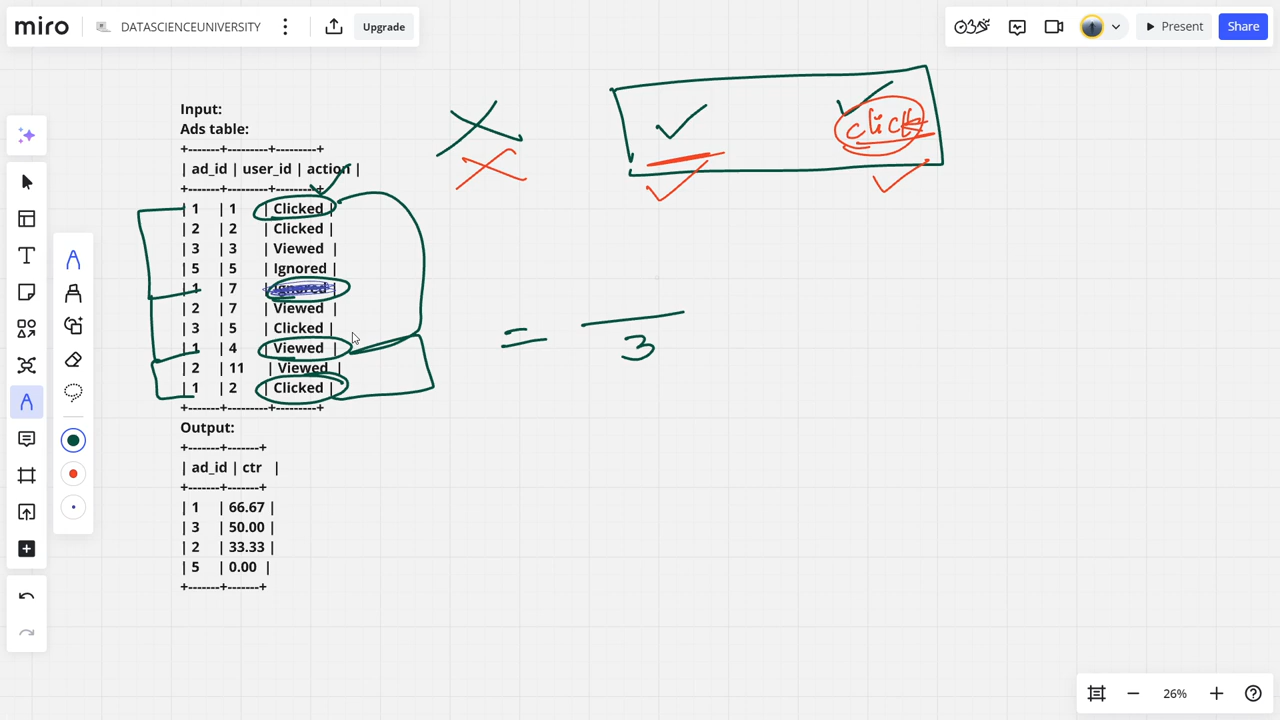 miro DATASCIENCEUNIVERSITY Upgrade Present Share
Input:
Ads table:
+------+---------+---------+
| ad_id | user_id | action |
+------+---------+---------+
| 1 | 1 | Clicked |
| 2 | 2 | Clicked |
| 3 | 3 | Viewed |
| 5 | 5 | Ignored |
| 1 | 7 | Ignored |
| 2 | 7 | Viewed |
| 3 | 5 | Clicked |
| 1 | 4 | Viewed |
| 2 | 11 | Viewed |
| 1 | 2 | Clicked |
+------+---------+---------+
Output:
+-------+-------+
| ad_id | ctr |
+-------+-------+
| 1 | 66.67 |
| 3 | 50.00 |
| 2 | 33.33 |
| 5 | 0.00 |
+-------+-------+
click
=
3
26%